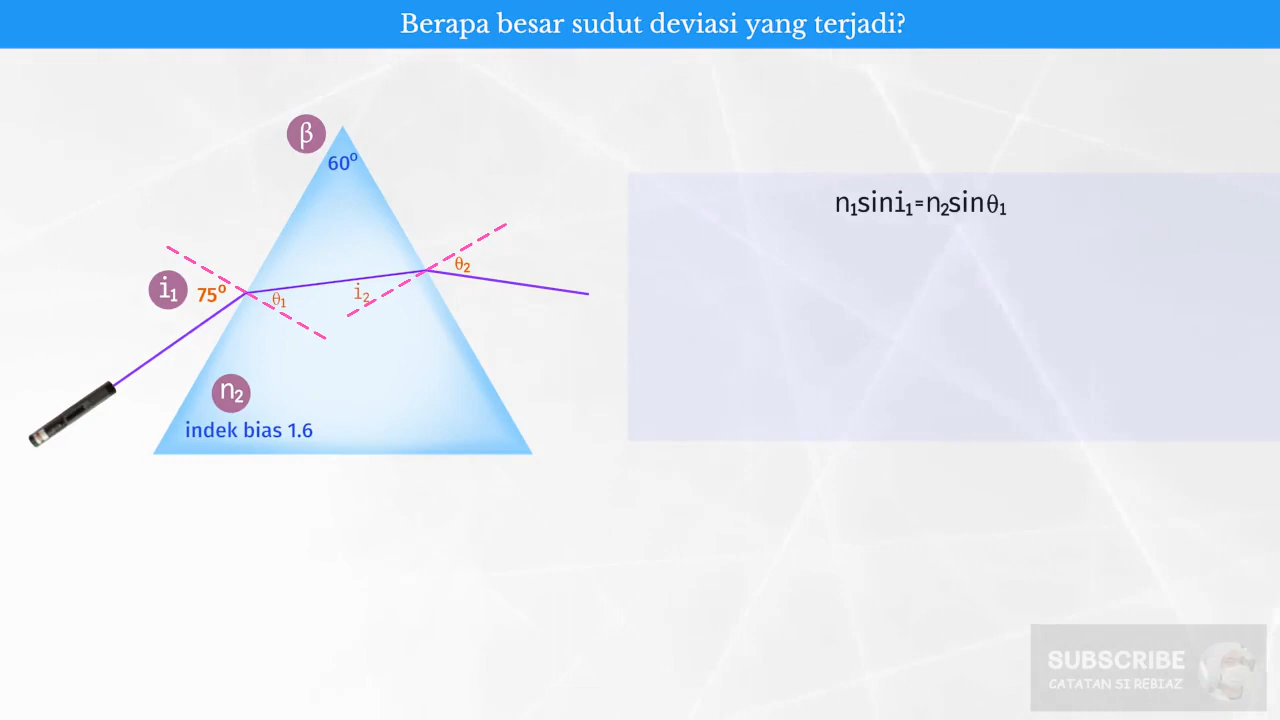 Berapa besar sudut deviasi yang terjadi?
β
60°
n₁sini₁=n₂sinθ₁
i₁
75°
θ₁
i₂
θ₂
n₂
indek bias 1.6
SUBSCRIBE
CATATAN SI REBIAZ